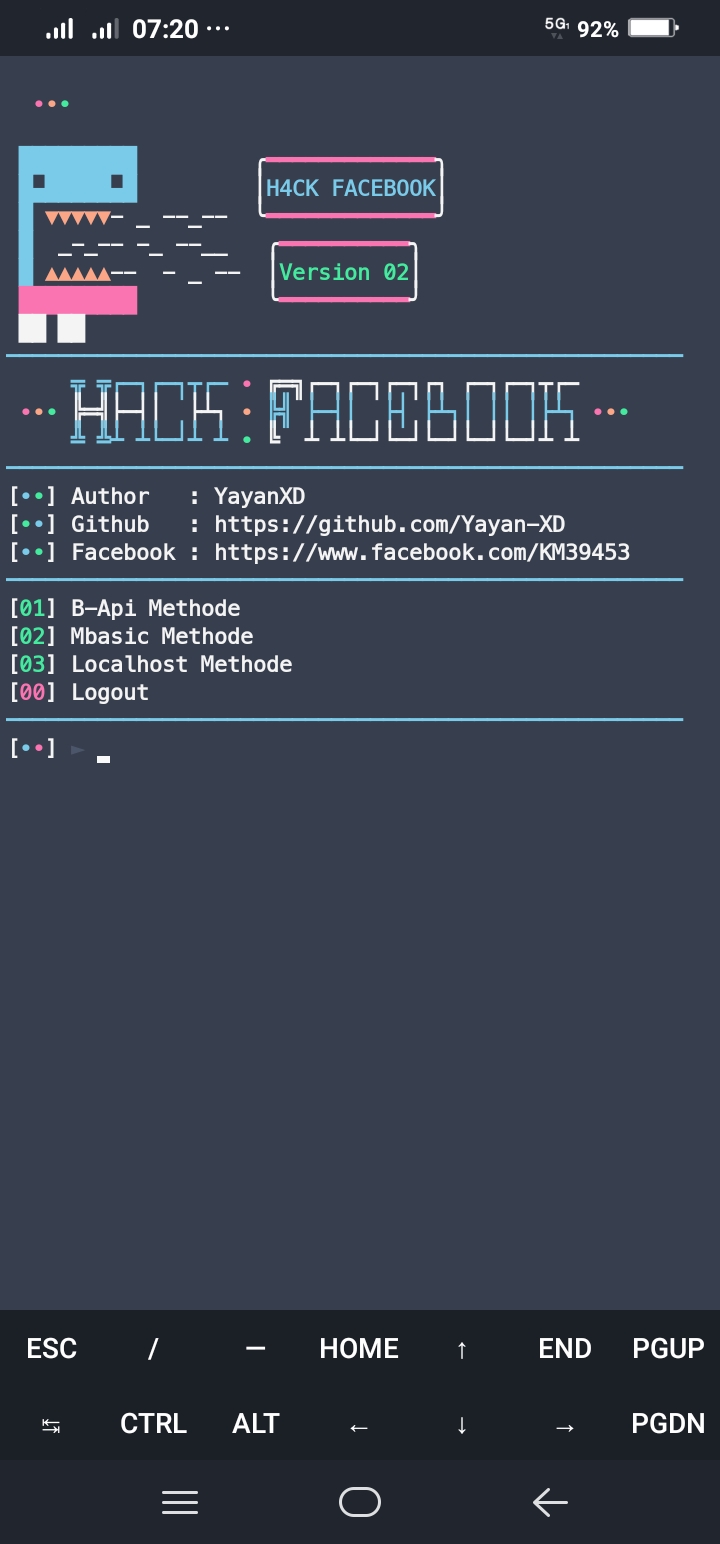 07:20 ... 5G 92%
H4CK FACEBOOK
Version 02
HACK : FACEBOOK
[••] Author : YayanXD
[••] Github : https://github.com/Yayan-XD
[••] Facebook : https://www.facebook.com/KM39453
[01] B-Api Methode
[02] Mbasic Methode
[03] Localhost Methode
[00] Logout
[••] ►
ESC / — HOME ↑ END PGUP
↹ CTRL ALT ← ↓ → PGDN